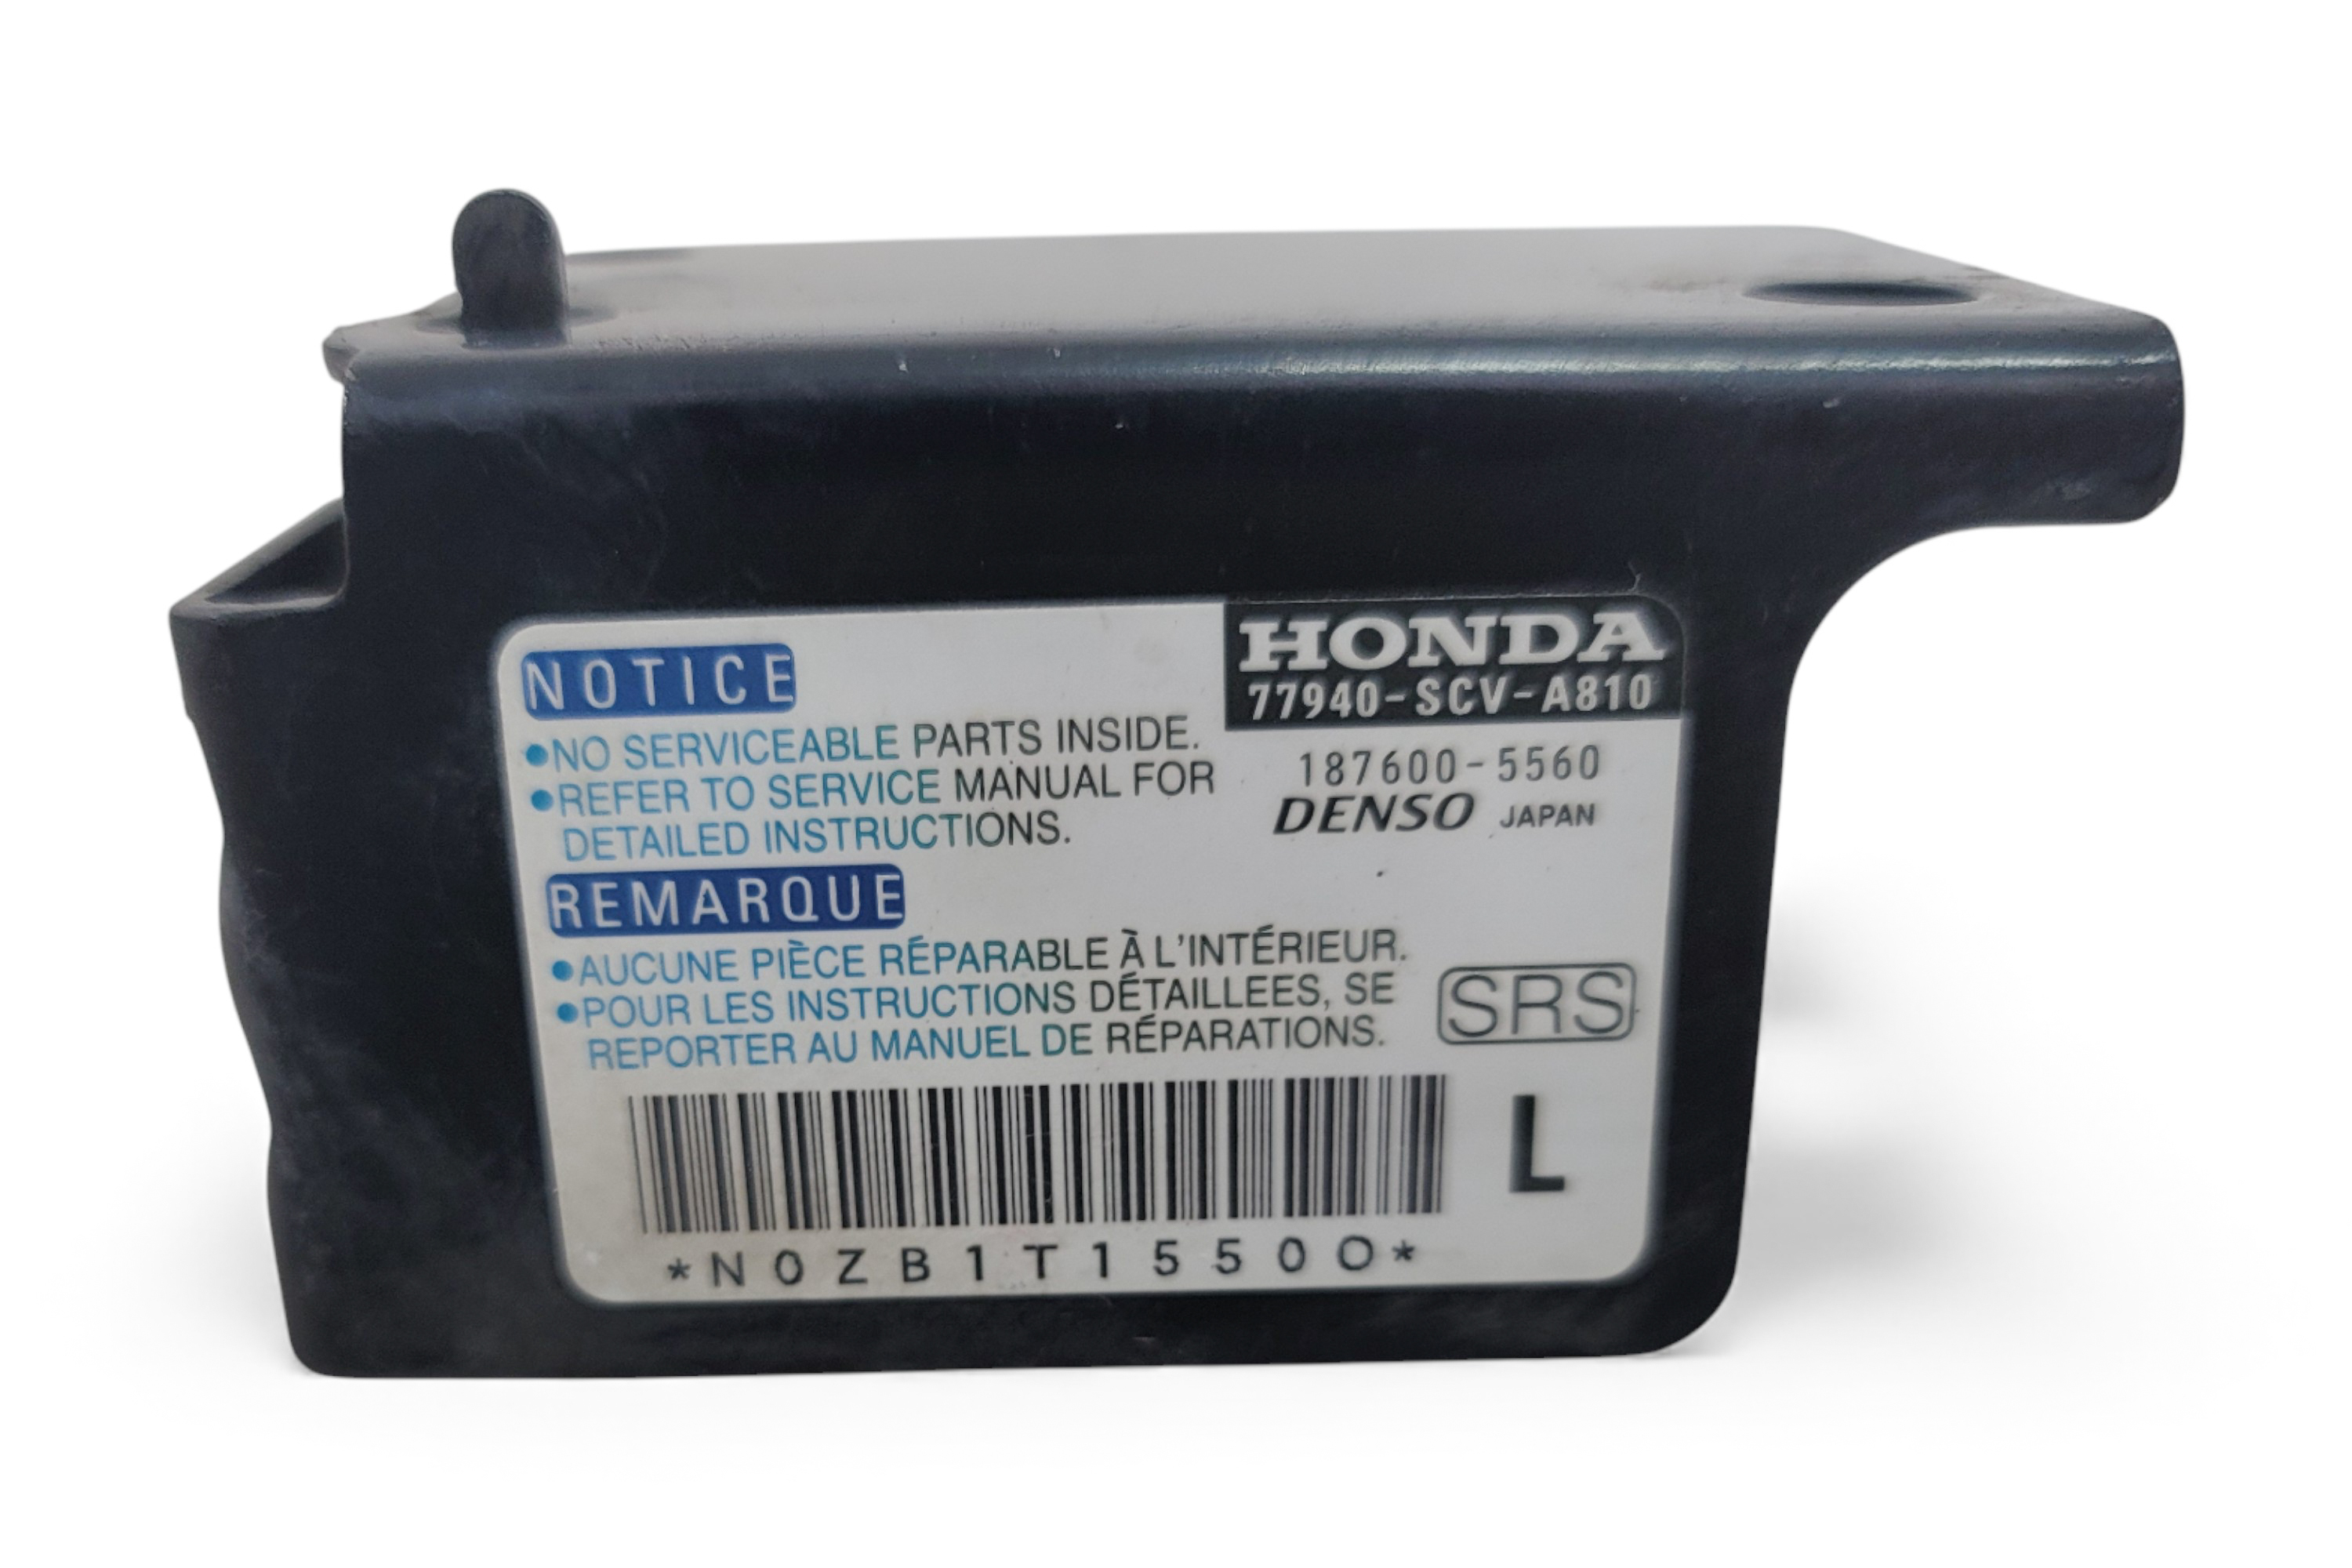 HONDA
77940-SCV-A810
NOTICE
•NO SERVICEABLE PARTS INSIDE.
•REFER TO SERVICE MANUAL FOR
DETAILED INSTRUCTIONS.
187600-5560
DENSO JAPAN
REMARQUE
•AUCUNE PIÈCE RÉPARABLE À L'INTÉRIEUR.
•POUR LES INSTRUCTIONS DÉTAILLEES, SE
REPORTER AU MANUEL DE RÉPARATIONS.
SRS
L
*N0ZB1T15500*